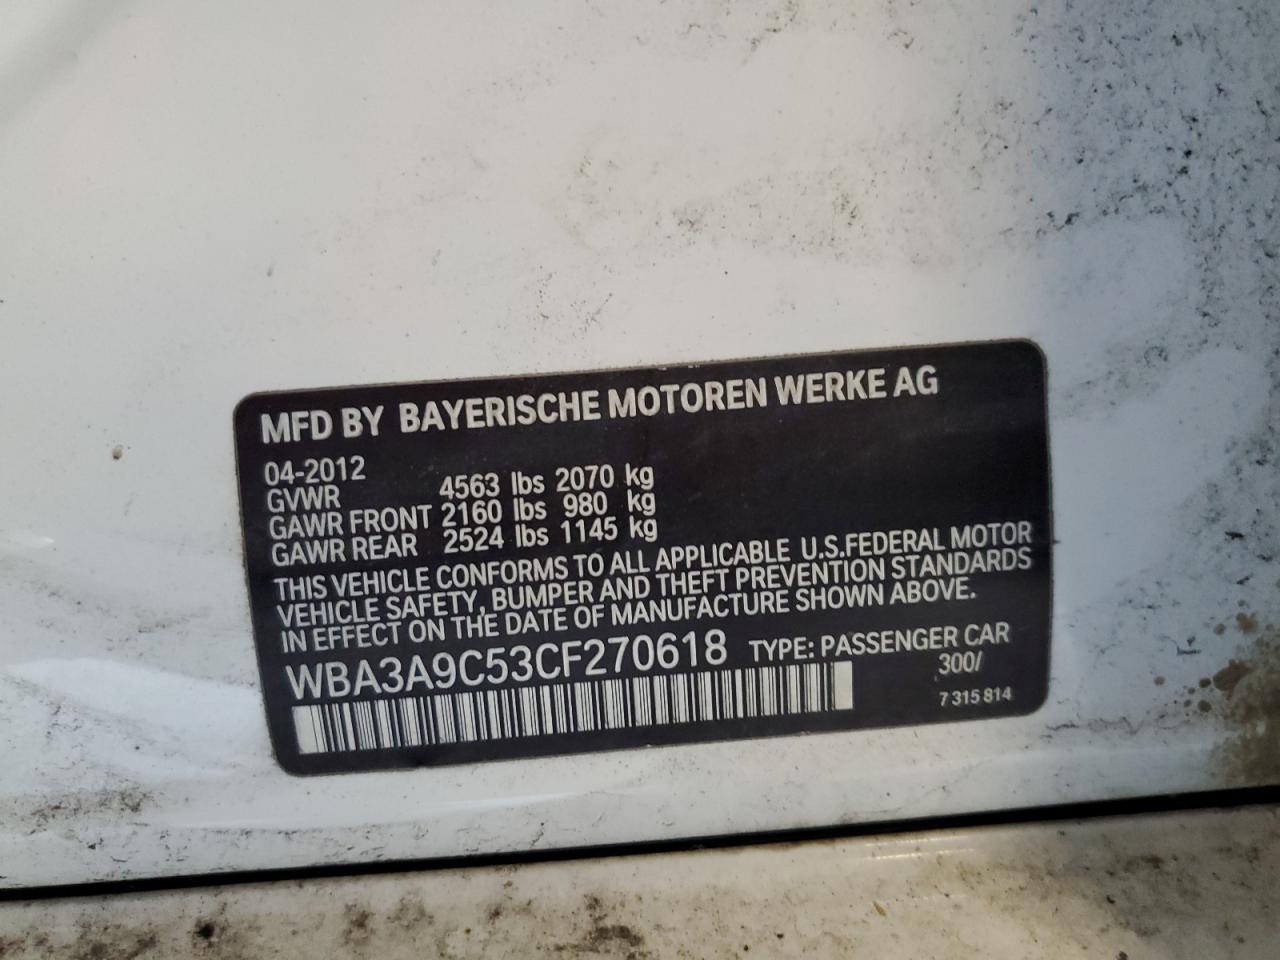 MFD BY BAYERISCHE MOTOREN WERKE AG
04-2012
GVWR 4563 lbs 2070 kg
GAWR FRONT 2160 lbs 980 kg
GAWR REAR 2524 lbs 1145 kg
THIS VEHICLE CONFORMS TO ALL APPLICABLE U.S.FEDERAL MOTOR
VEHICLE SAFETY, BUMPER AND THEFT PREVENTION STANDARDS
IN EFFECT ON THE DATE OF MANUFACTURE SHOWN ABOVE.
WBA3A9C53CF270618 TYPE: PASSENGER CAR
300/
7 315 814